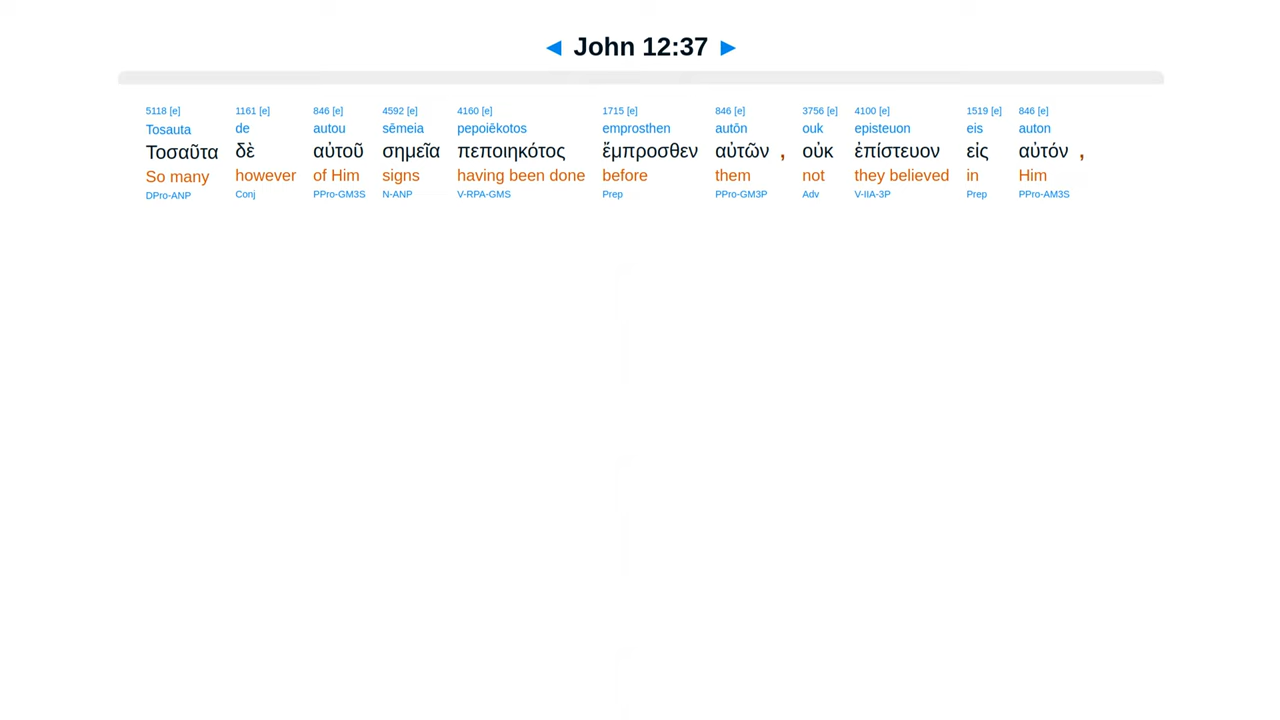 ◄ John 12:37 ►
5118 [e] 1161 [e] 846 [e] 4592 [e] 4160 [e] 1715 [e] 846 [e] 3756 [e] 4100 [e] 1519 [e] 846 [e]
Tosauta de autou sēmeia pepoiēkotos emprosthen autōn ouk episteuon eis auton
Τοσαῦτα δὲ αὐτοῦ σημεῖα πεποιηκότος ἔμπροσθεν αὐτῶν , οὐκ ἐπίστευον εἰς αὐτόν ,
So many however of Him signs having been done before them not they believed in Him
DPro-ANP Conj PPro-GM3S N-ANP V-RPA-GMS Prep PPro-GM3P Adv V-IIA-3P Prep PPro-AM3S